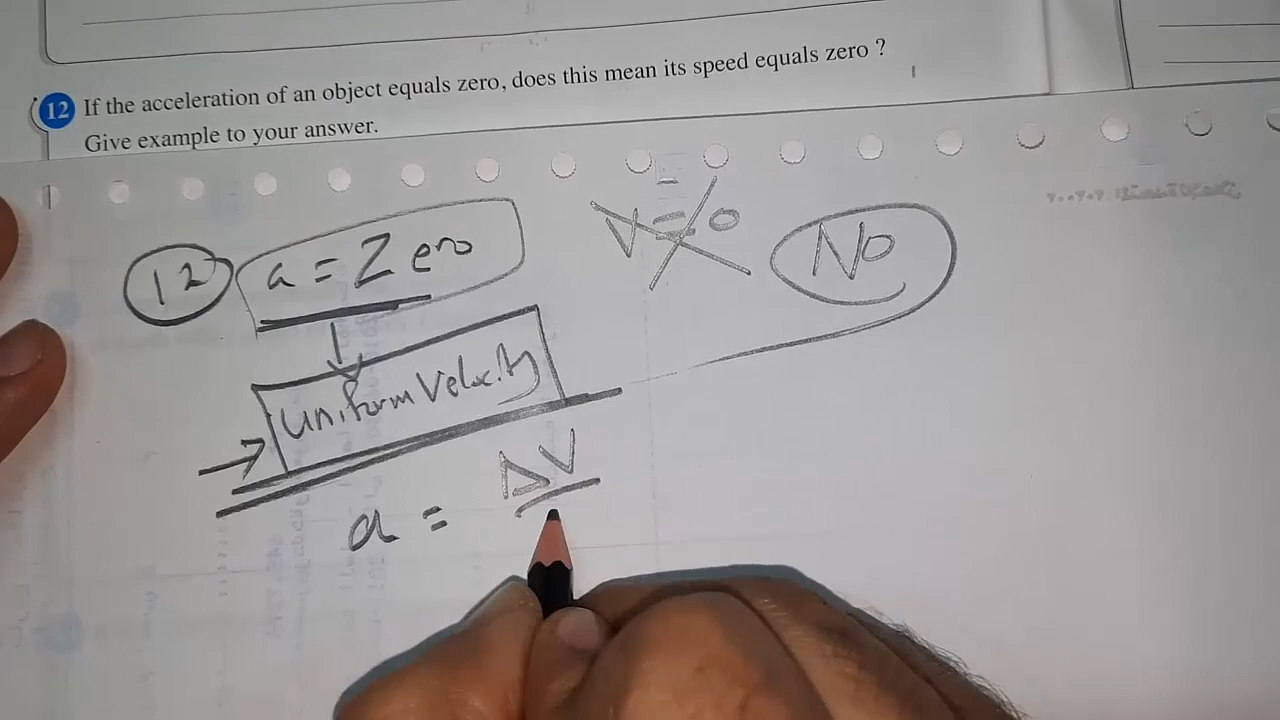 12 If the acceleration of an object equals zero, does this mean its speed equals zero ?
Give example to your answer.
12 a = Zero V=0 No
Uniform Velocity
a = ΔV